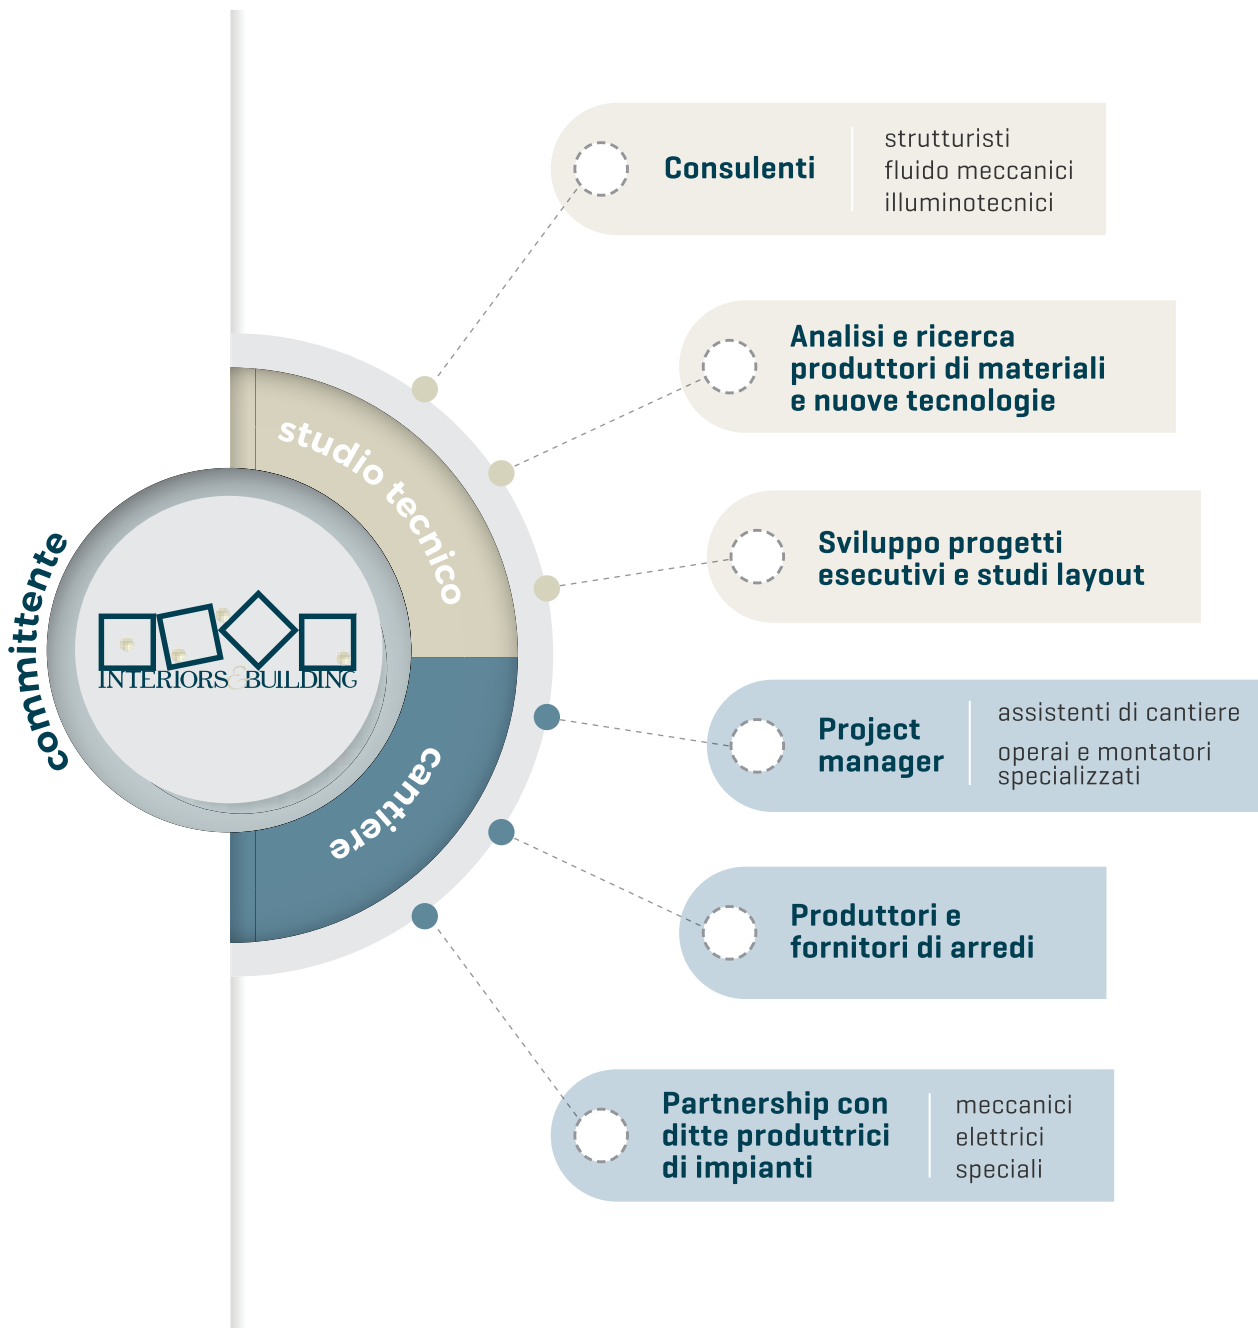 committente
INTERIORS&BUILDING
studio tecnico
cantiere
Consulenti
strutturisti
fluido meccanici
illuminotecnici
Analisi e ricerca
produttori di materiali
e nuove tecnologie
Sviluppo progetti
esecutivi e studi layout
Project
manager
assistenti di cantiere
operai e montatori
specializzati
Produttori e
fornitori di arredi
Partnership con
ditte produttrici
di impianti
meccanici
elettrici
speciali